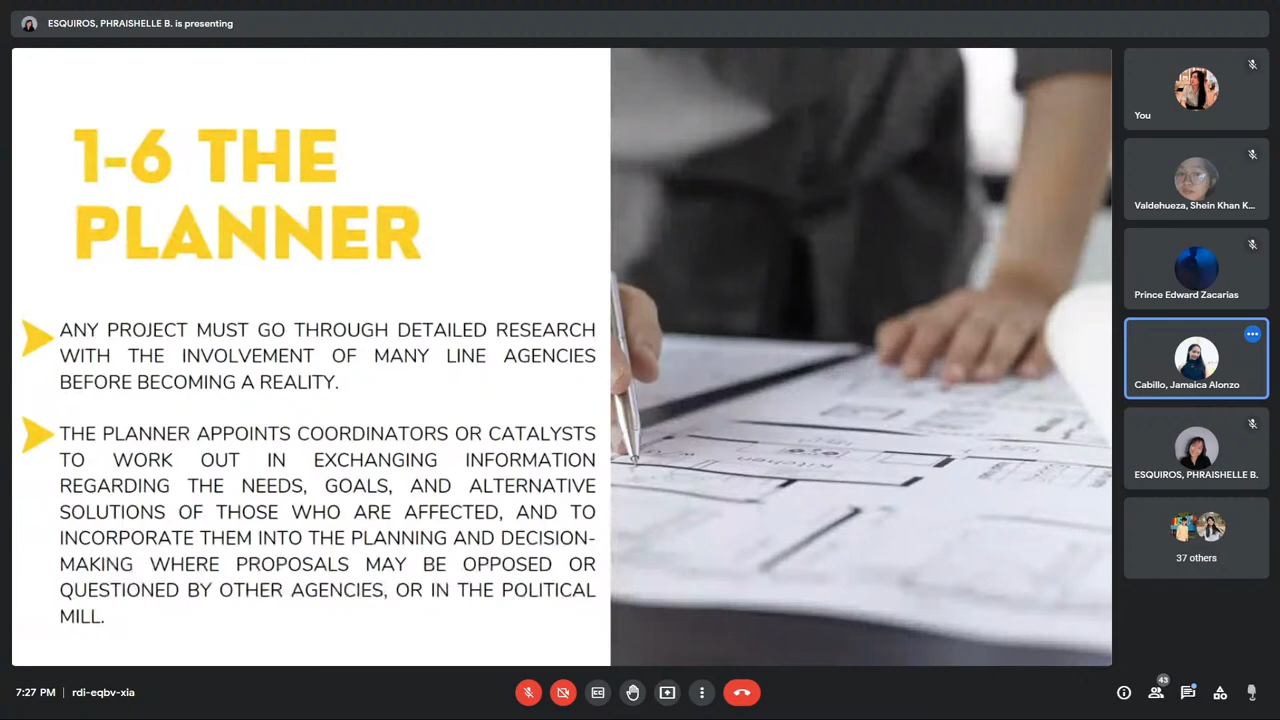 ESQUIROS, PHRAISHELLE B. is presenting
1-6 THE
PLANNER
ANY PROJECT MUST GO THROUGH DETAILED RESEARCH
WITH THE INVOLVEMENT OF MANY LINE AGENCIES
BEFORE BECOMING A REALITY.
THE PLANNER APPOINTS COORDINATORS OR CATALYSTS
TO WORK OUT IN EXCHANGING INFORMATION
REGARDING THE NEEDS, GOALS, AND ALTERNATIVE
SOLUTIONS OF THOSE WHO ARE AFFECTED, AND TO
INCORPORATE THEM INTO THE PLANNING AND DECISION-
MAKING WHERE PROPOSALS MAY BE OPPOSED OR
QUESTIONED BY OTHER AGENCIES, OR IN THE POLITICAL
MILL.
kitchen
You
Valdehueza, Shein Khan K...
Prince Edward Zacarias
Cabillo, Jamaica Alonzo
ESQUIROS, PHRAISHELLE B.
37 others
7:27 PM | rdi-eqbv-xia
43